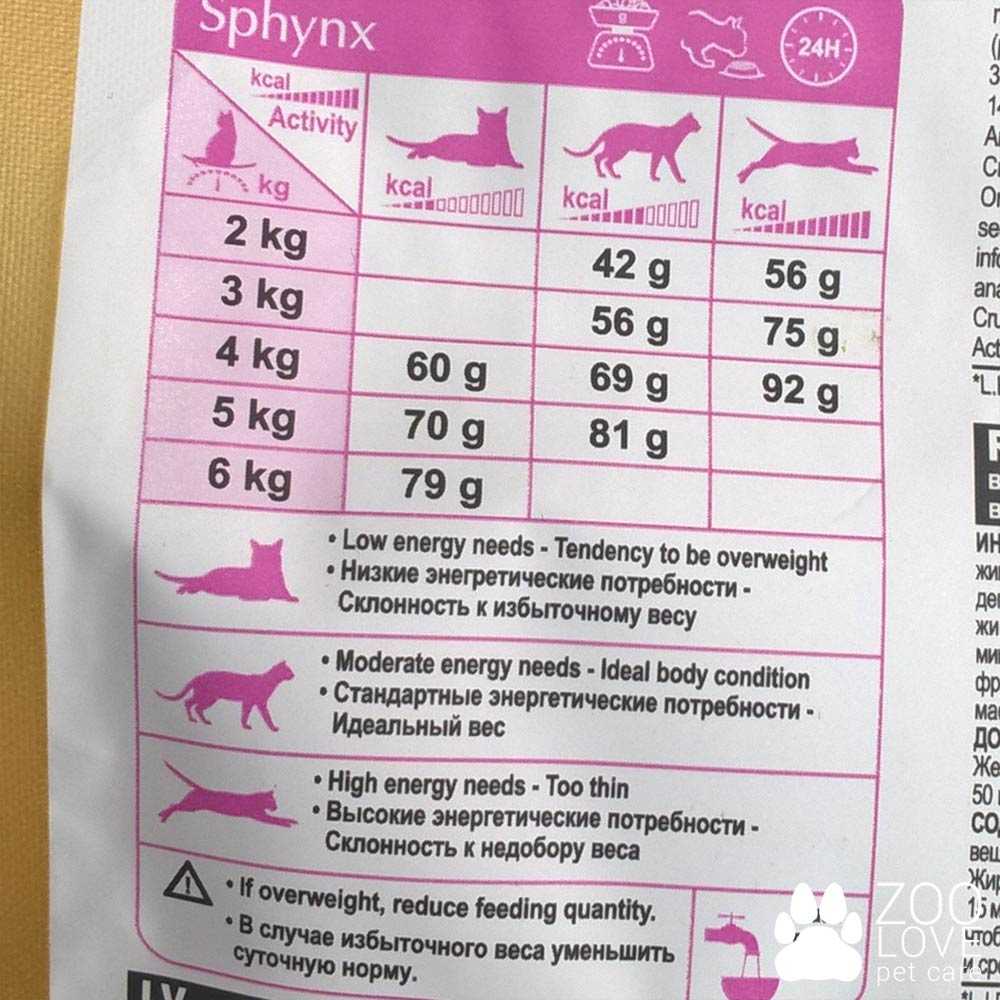 Sphynx
24H
kcal
Activity
kg
kcal
kcal
kcal
2 kg 42 g 56 g
3 kg 56 g 75 g
4 kg 60 g 69 g 92 g
5 kg 70 g 81 g
6 kg 79 g
• Low energy needs - Tendency to be overweight
• Низкие энегретические потребности -
Склонность к избыточному весу
• Moderate energy needs - Ideal body condition
• Стандартные энергетические потребности -
Идеальный вес
• High energy needs - Too thin
• Высокие энергетические потребности -
Склонность к недобору веса
• If overweight, reduce feeding quantity.
• В случае избыточного веса уменьшить
суточную норму.
ZOO
LOVE
pet care